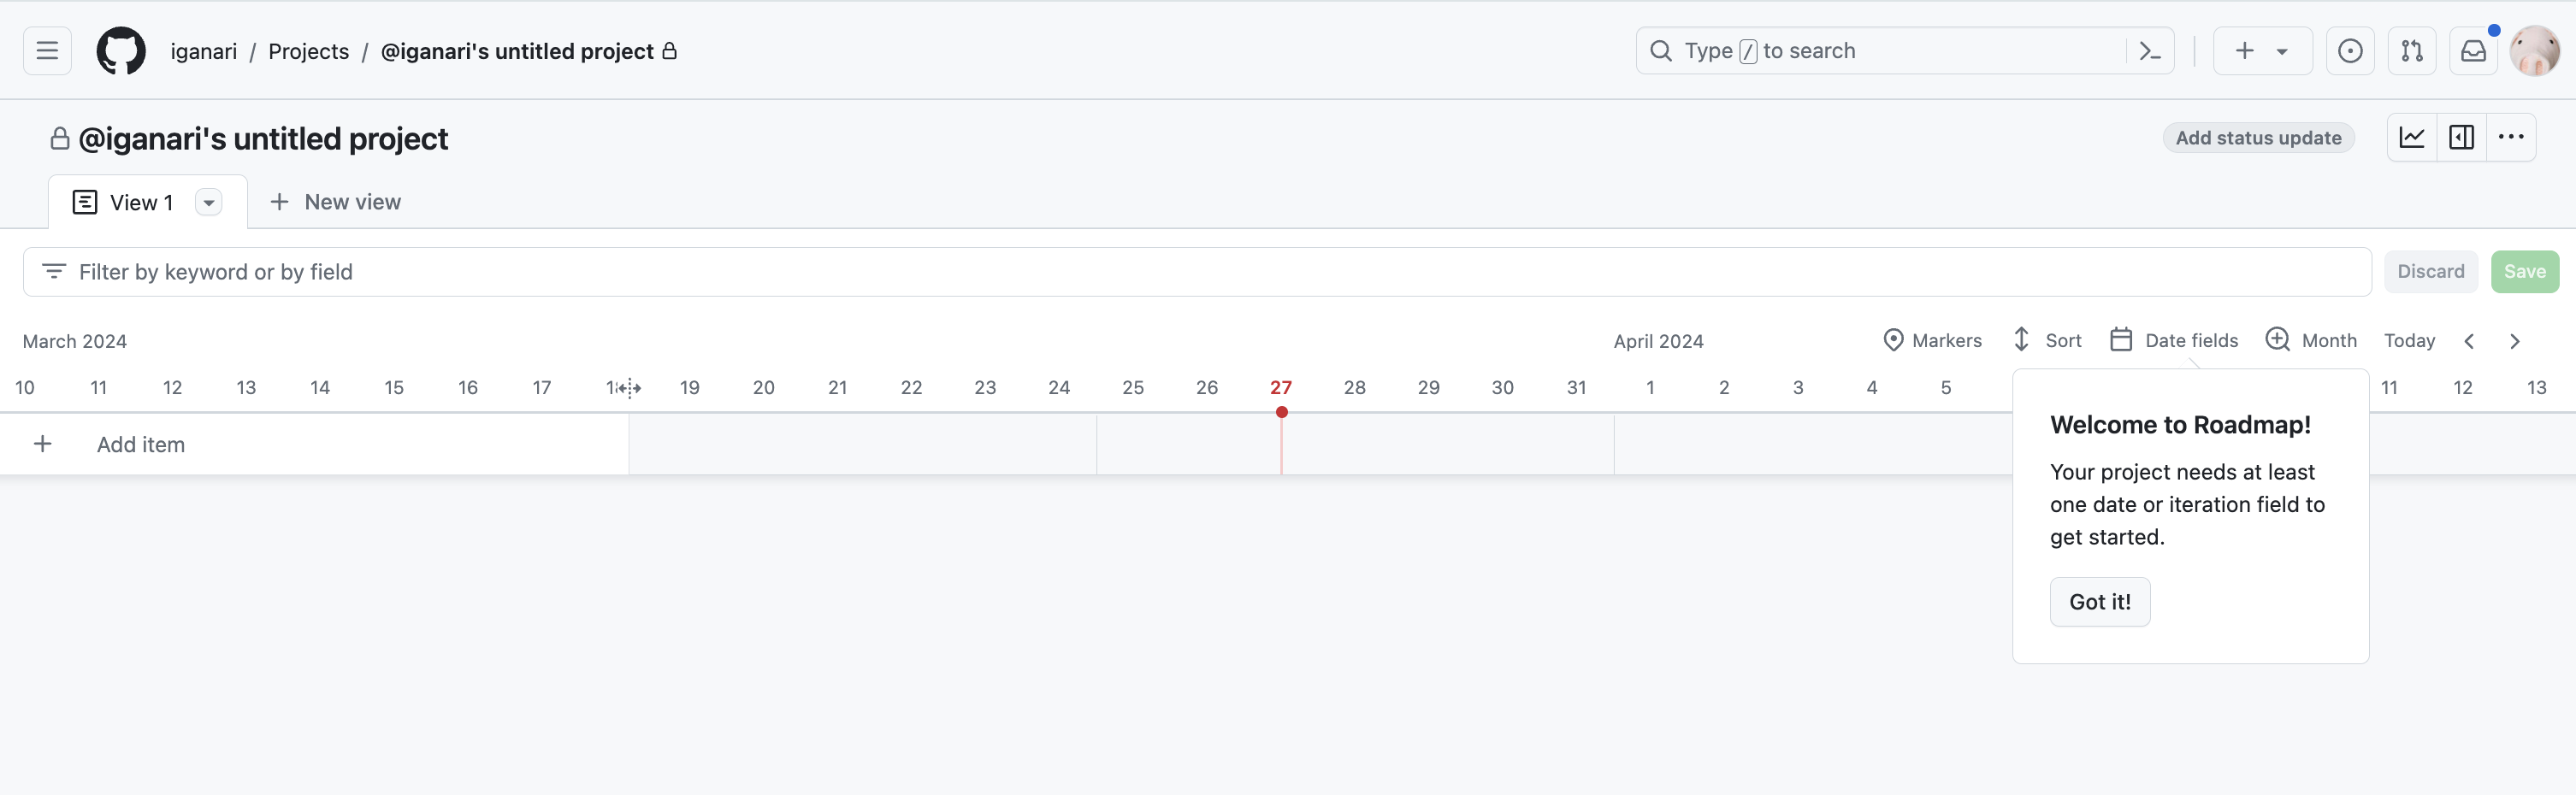 iganari / Projects / @iganari's untitled project
Type / to search
@iganari's untitled project
Add status update
View 1
New view
Filter by keyword or by field
Discard
Save
March 2024
April 2024
Markers
Sort
Date fields
Month
Today
10 11 12 13 14 15 16 17 19 20 21 22 23 24 25 26 27 28 29 30 31 1 2 3 4 5 11 12 13
Add item
Welcome to Roadmap!
Your project needs at least
one date or iteration field to
get started.
Got it!